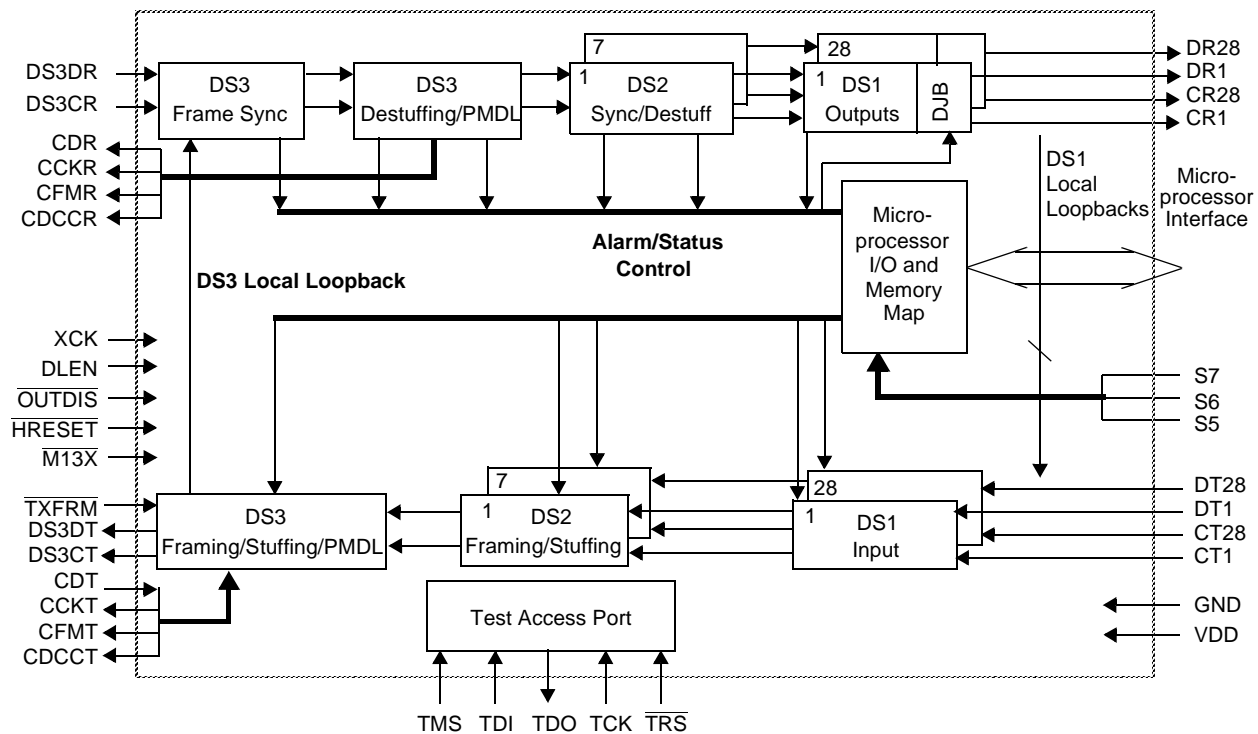 DS3DR
DS3CR
CDR
CCKR
CFMR
CDCCR
DS3
Frame Sync
DS3
Destuffing/PMDL
7
1
DS2
Sync/Destuff
28
1
DS1
Outputs
DJB
DR28
DR1
CR28
CR1
DS1
Local
Loopbacks
Micro-
processor
Interface
Alarm/Status
Control
Micro-
processor
I/O and
Memory
Map
DS3 Local Loopback
XCK
DLEN
OUTDIS
HRESET
M13X
TXFRM
DS3DT
DS3CT
CDT
CCKT
CFMT
CDCCT
S7
S6
S5
DS3
Framing/Stuffing/PMDL
7
1
DS2
Framing/Stuffing
28
1
DS1
Input
DT28
DT1
CT28
CT1
GND
VDD
Test Access Port
TMS
TDI
TDO
TCK
TRS